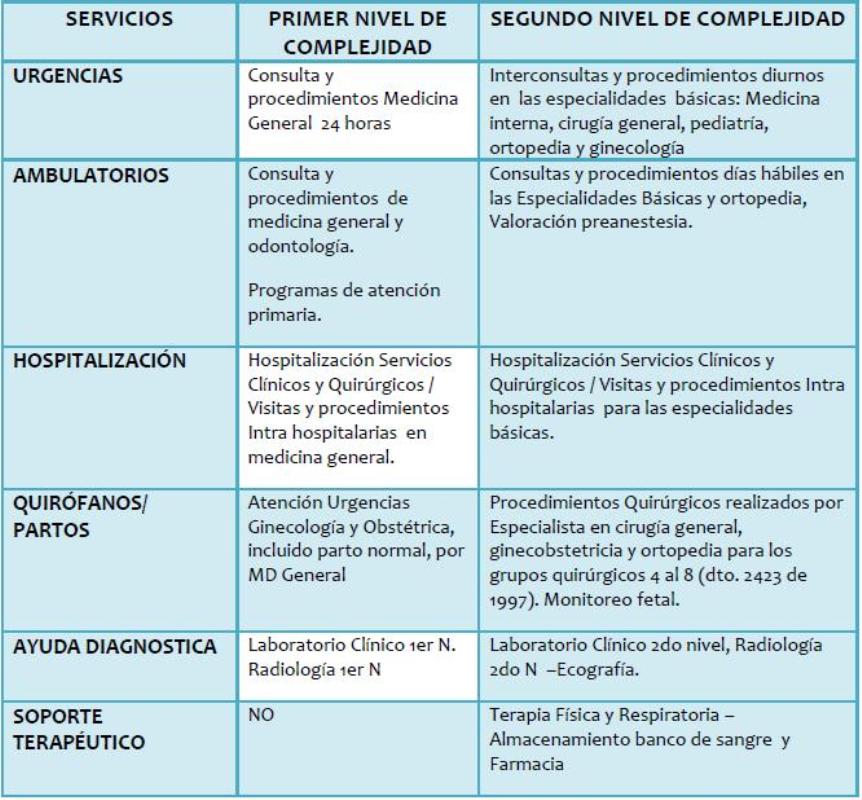 SERVICIOS
PRIMER NIVEL DE
COMPLEJIDAD
SEGUNDO NIVEL DE COMPLEJIDAD
URGENCIAS
Consulta y
procedimientos Medicina
General 24 horas
Interconsultas y procedimientos diurnos
en las especialidades básicas: Medicina
interna, cirugía general, pediatría,
ortopedia y ginecología
AMBULATORIOS
Consulta y
procedimientos de
medicina general y
odontología.
Programas de atención
primaria.
Consultas y procedimientos días hábiles en
las Especialidades Básicas y ortopedia,
Valoración preanestesia.
HOSPITALIZACIÓN
Hospitalización Servicios
Clínicos y Quirúrgicos /
Visitas y procedimientos
Intra hospitalarias en
medicina general.
Hospitalización Servicios Clínicos y
Quirúrgicos / Visitas y procedimientos Intra
hospitalarias para las especialidades
básicas.
QUIRÓFANOS/
PARTOS
Atención Urgencias
Ginecología y Obstétrica,
incluido parto normal, por
MD General
Procedimientos Quirúrgicos realizados por
Especialista en cirugía general,
ginecobstetricia y ortopedia para los
grupos quirúrgicos 4 al 8 (dto. 2423 de
1997). Monitoreo fetal.
AYUDA DIAGNOSTICA
Laboratorio Clínico 1er N.
Radiología 1er N
Laboratorio Clínico 2do nivel, Radiología
2do N –Ecografía.
SOPORTE
TERAPÉUTICO
NO
Terapia Física y Respiratoria –
Almacenamiento banco de sangre y
Farmacia